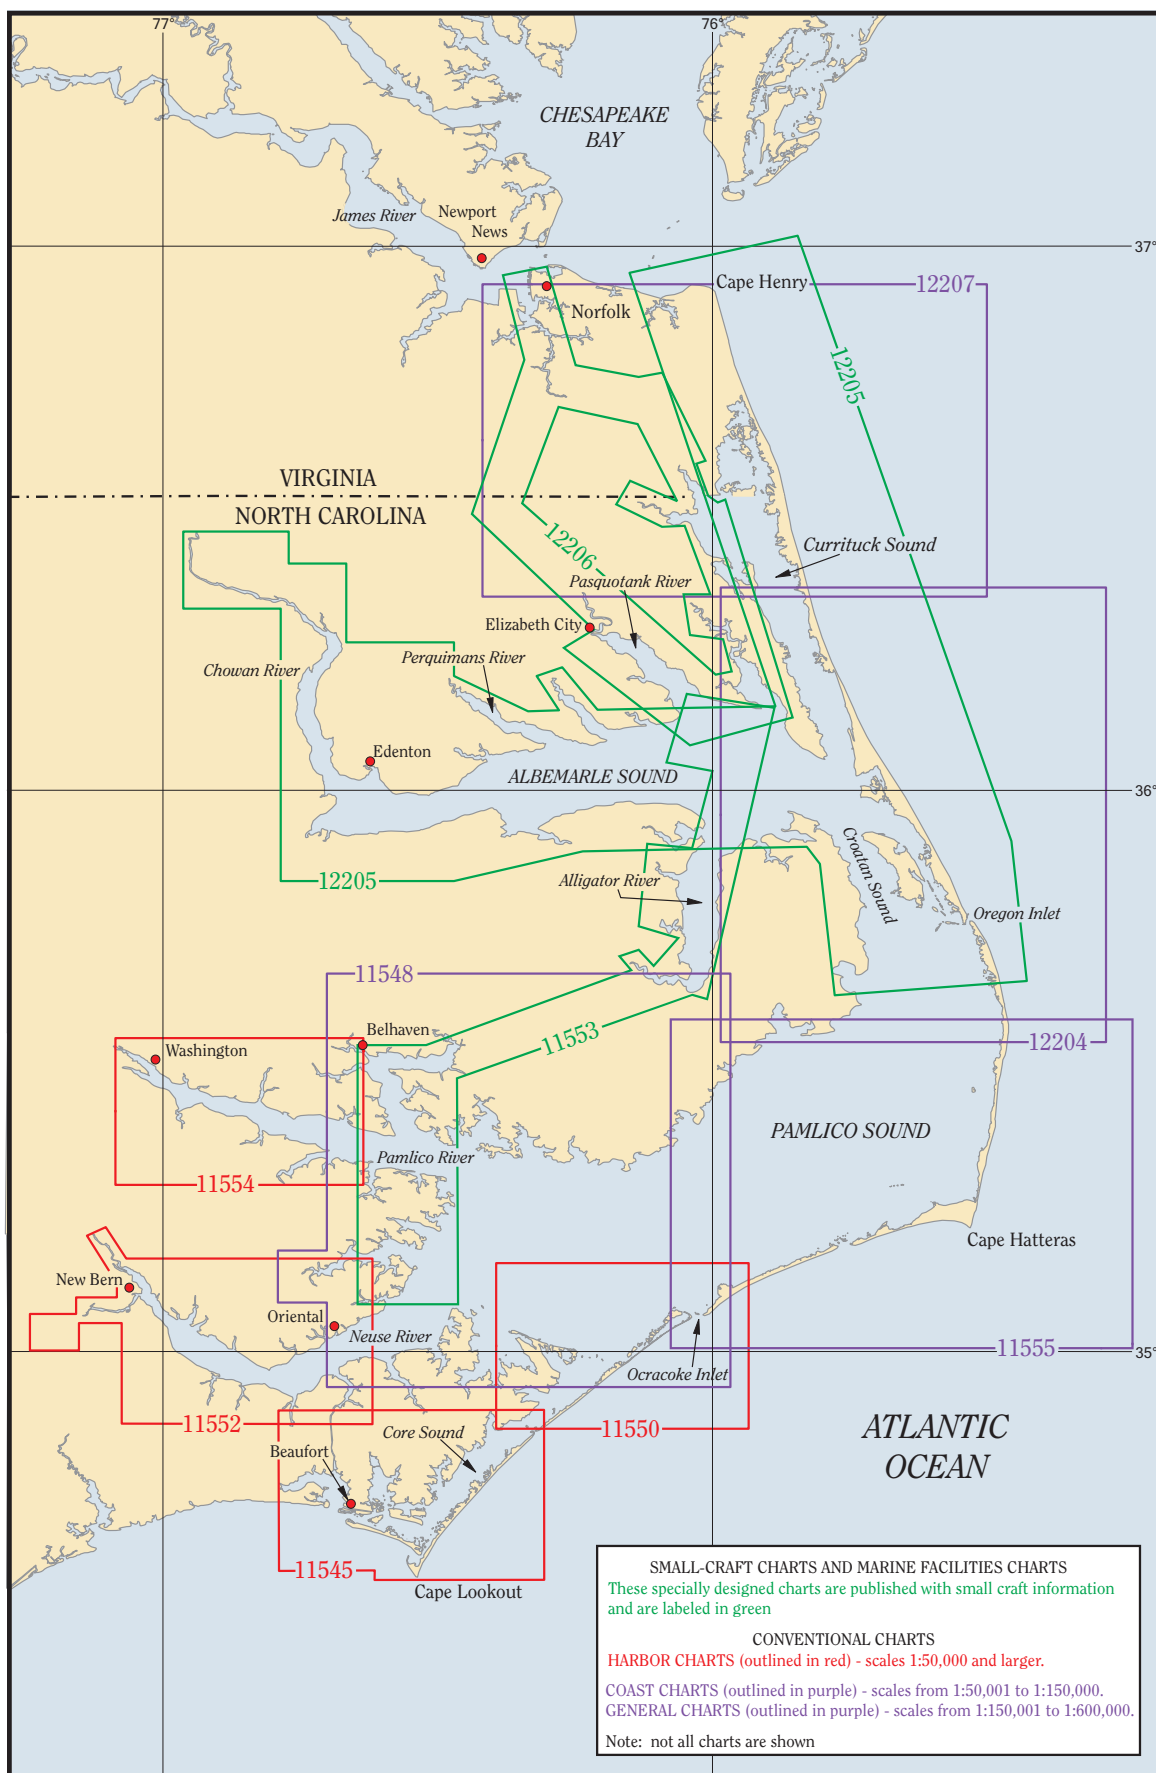 77°
76°
CHESAPEAKE
BAY
James River
Newport
News
37°
Cape Henry
12207
Norfolk
12205
VIRGINIA
NORTH CAROLINA
12206
Currituck Sound
Pasquotank River
Elizabeth City
Perquimans River
Chowan River
Edenton
ALBEMARLE SOUND
36°
Croatan Sound
12205
Alligator River
Oregon Inlet
11548
Belhaven
11553
Washington
12204
PAMLICO SOUND
Pamlico River
11554
Cape Hatteras
New Bern
Oriental
Neuse River
11555
35°
Ocracoke Inlet
11552
11550
ATLANTIC
OCEAN
Core Sound
Beaufort
11545
Cape Lookout
SMALL-CRAFT CHARTS AND MARINE FACILITIES CHARTS
These specially designed charts are published with small craft information
and are labeled in green
CONVENTIONAL CHARTS
HARBOR CHARTS (outlined in red) - scales 1:50,000 and larger.
COAST CHARTS (outlined in purple) - scales from 1:50,001 to 1:150,000.
GENERAL CHARTS (outlined in purple) - scales from 1:150,001 to 1:600,000.
Note: not all charts are shown